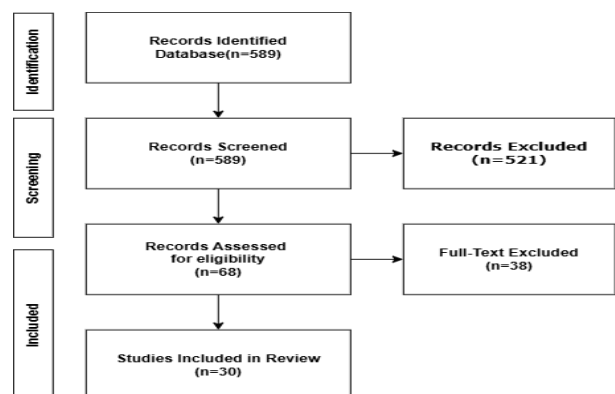 Identification
Records Identified
Database(n=589)
Screening
Records Screened
(n=589)
Records Excluded
(n=521)
Records Assessed
for eligibility
(n=68)
Full-Text Excluded
(n=38)
Included
Studies Included in Review
(n=30)